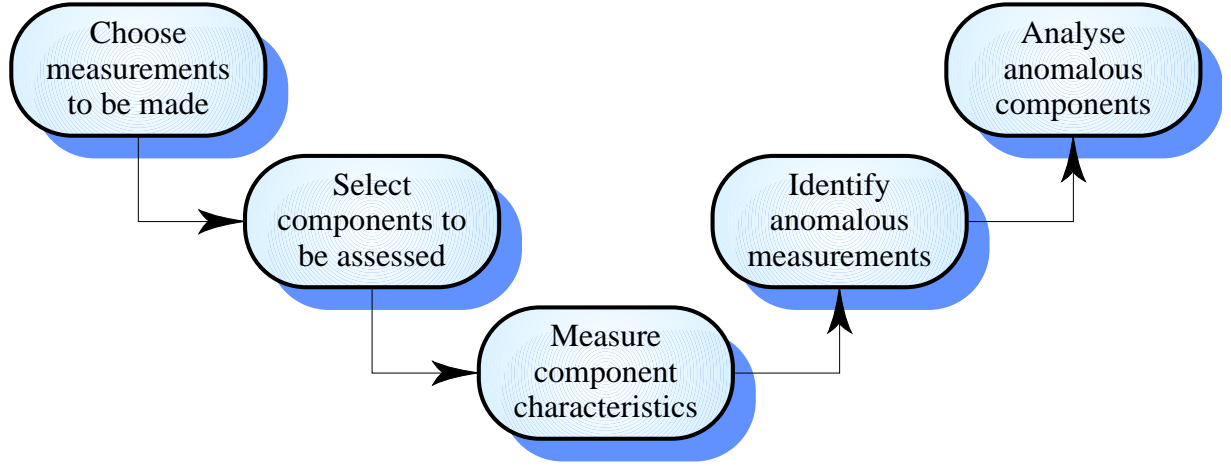 Choose
measurements
to be made
Select
components to
be assessed
Measure
component
characteristics
Identify
anomalous
measurements
Analyse
anomalous
components